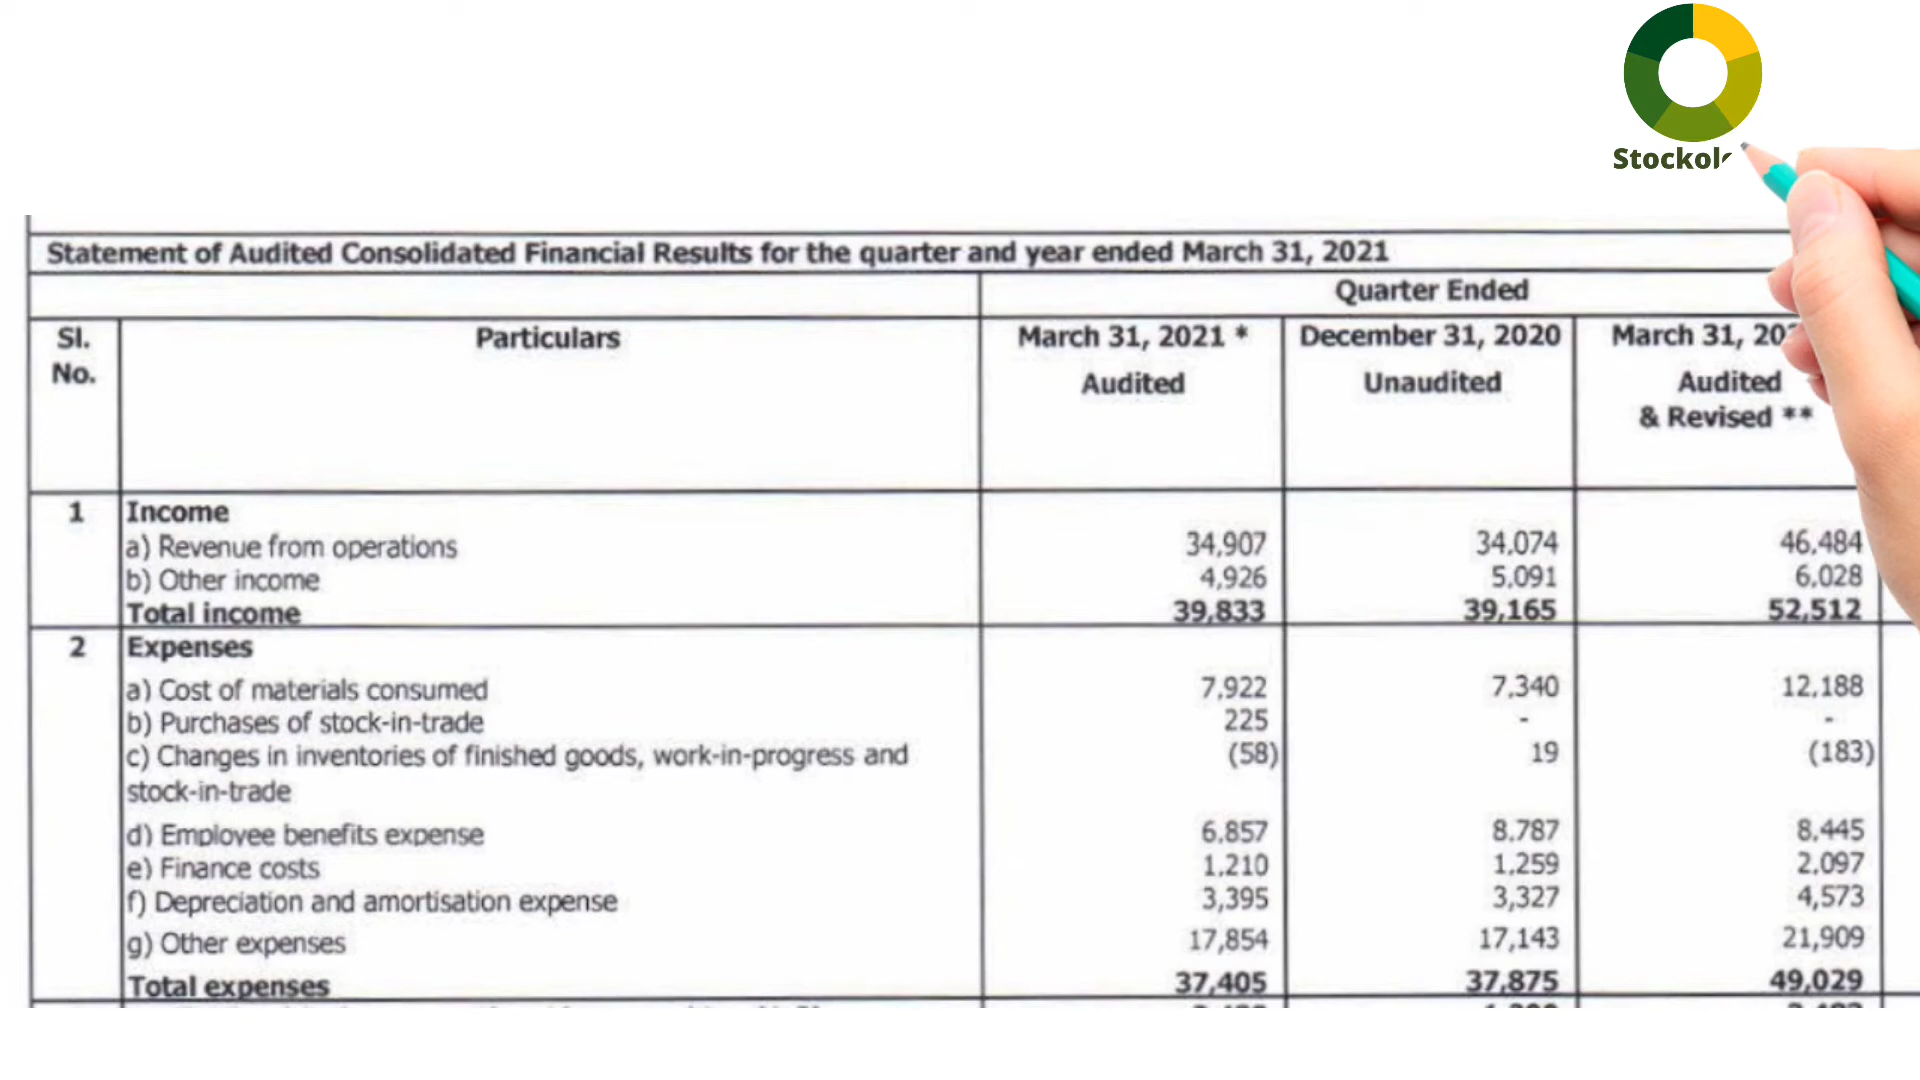 Stockol
Statement of Audited Consolidated Financial Results for the quarter and year ended March 31, 2021
Quarter Ended
Sl. No. Particulars March 31, 2021 * December 31, 2020 March 31, 20
Audited Unaudited Audited & Revised **
1 Income
a) Revenue from operations 34,907 34,074 46,484
b) Other income 4,926 5,091 6,028
Total income 39,833 39,165 52,512
2 Expenses
a) Cost of materials consumed 7,922 7,340 12,188
b) Purchases of stock-in-trade 225 - -
c) Changes in inventories of finished goods, work-in-progress and (58) 19 (183)
stock-in-trade
d) Employee benefits expense 6,857 8,787 8,445
e) Finance costs 1,210 1,259 2,097
f) Depreciation and amortisation expense 3,395 3,327 4,573
g) Other expenses 17,854 17,143 21,909
Total expenses 37,405 37,875 49,029